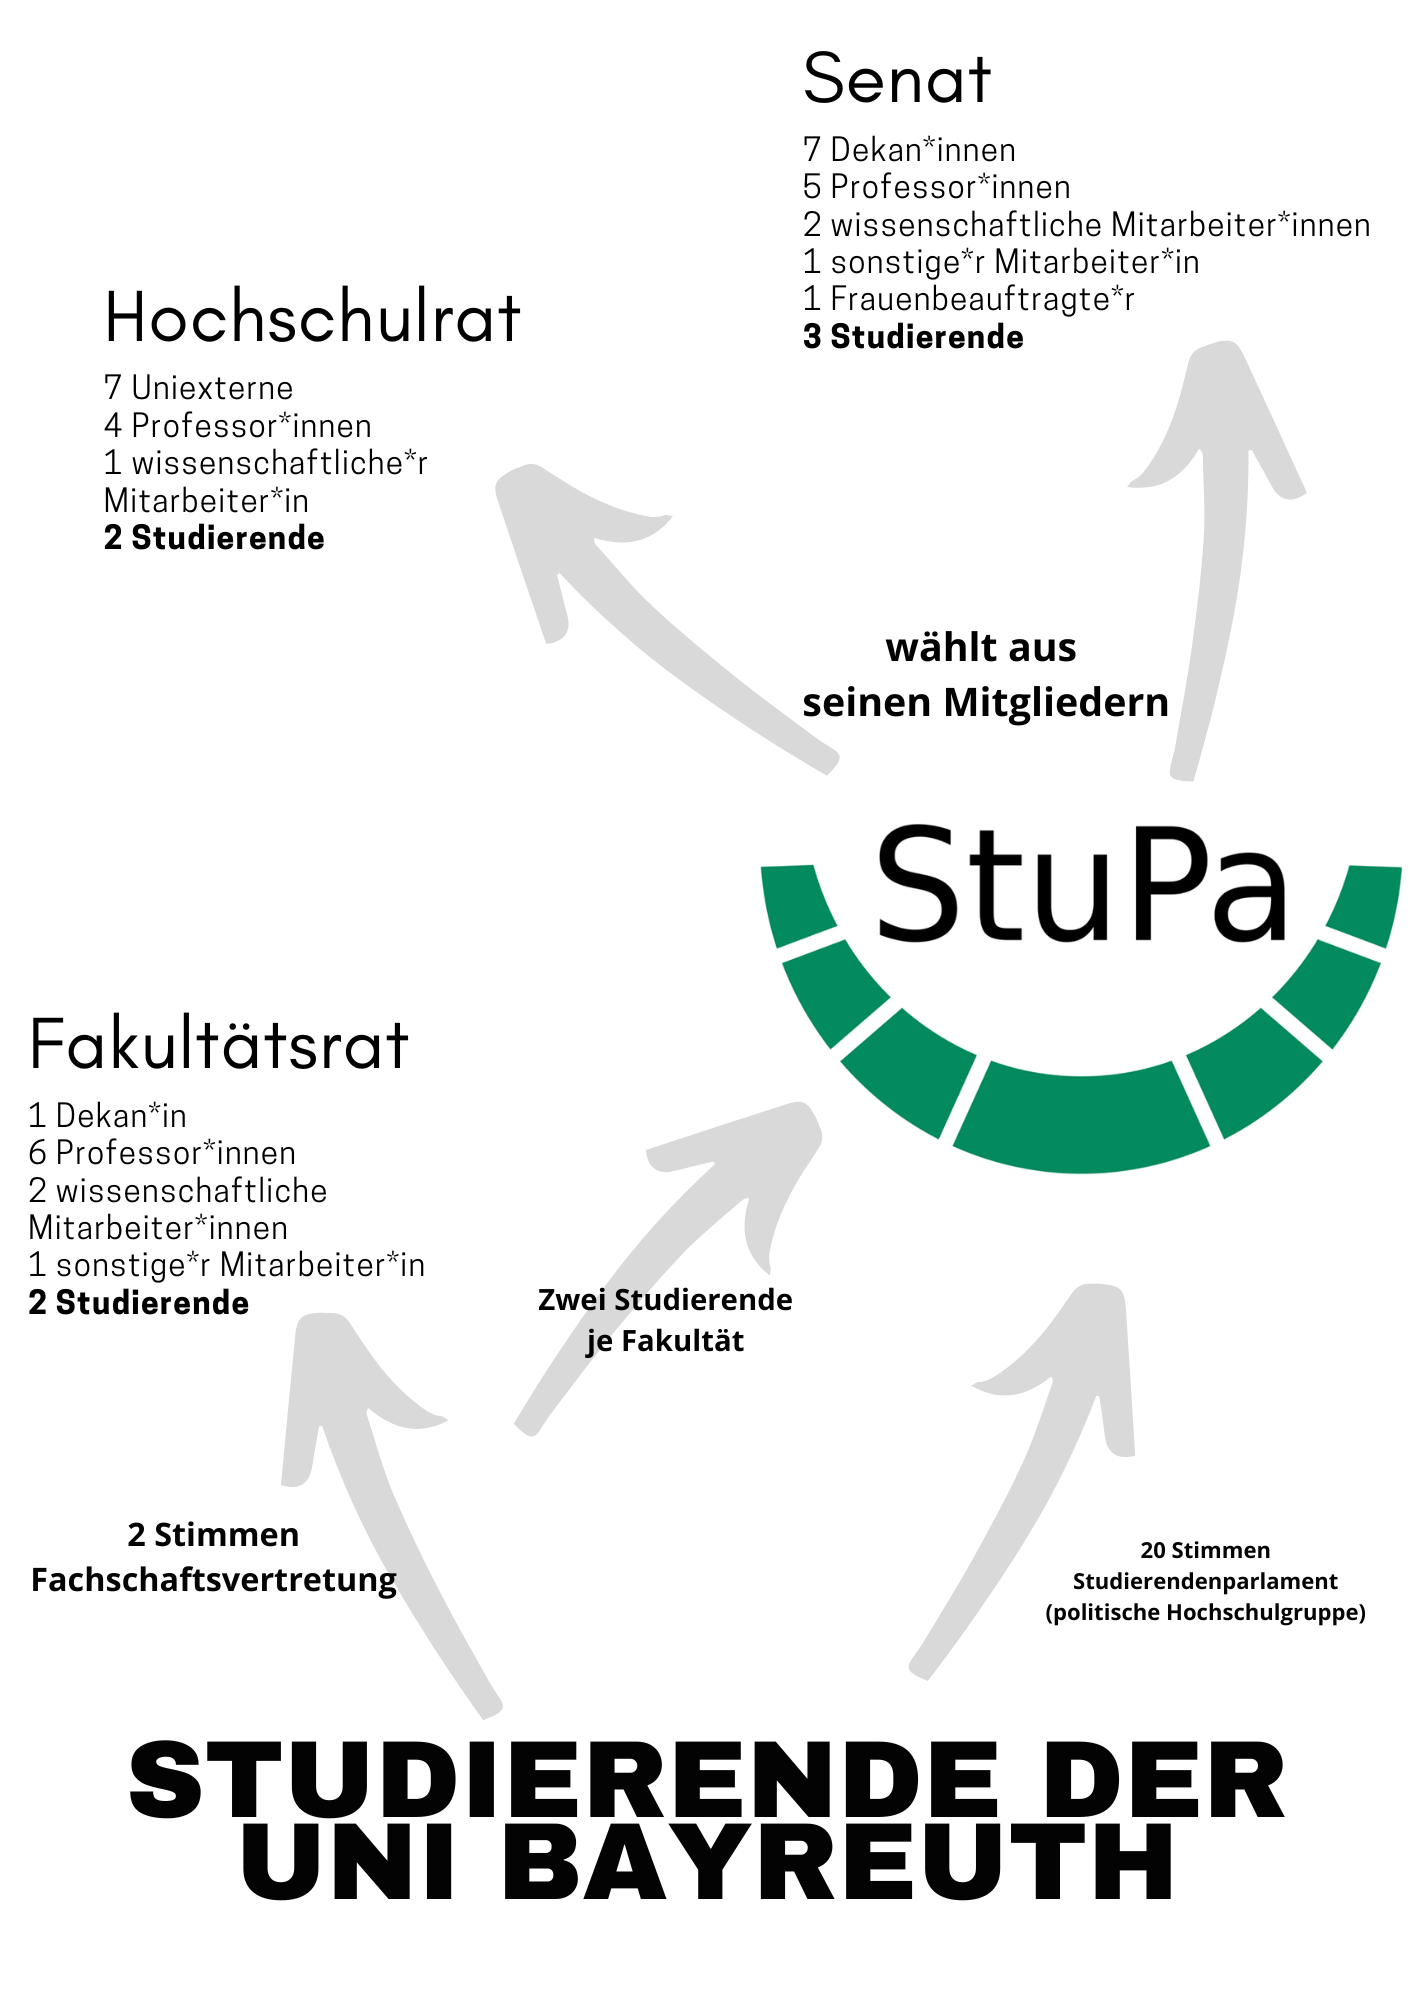 Senat
7 Dekan*innen
5 Professor*innen
2 wissenschaftliche Mitarbeiter*innen
1 sonstige*r Mitarbeiter*in
1 Frauenbeauftragte*r
3 Studierende
Hochschulrat
7 Uniexterne
4 Professor*innen
1 wissenschaftliche*r
Mitarbeiter*in
2 Studierende
wählt aus
seinen Mitgliedern
StuPa
Fakultätsrat
1 Dekan*in
6 Professor*innen
2 wissenschaftliche
Mitarbeiter*innen
1 sonstige*r Mitarbeiter*in
2 Studierende
Zwei Studierende
je Fakultät
2 Stimmen
Fachschaftsvertretung
20 Stimmen
Studierendenparlament
(politische Hochschulgruppe)
STUDIERENDE DER
UNI BAYREUTH